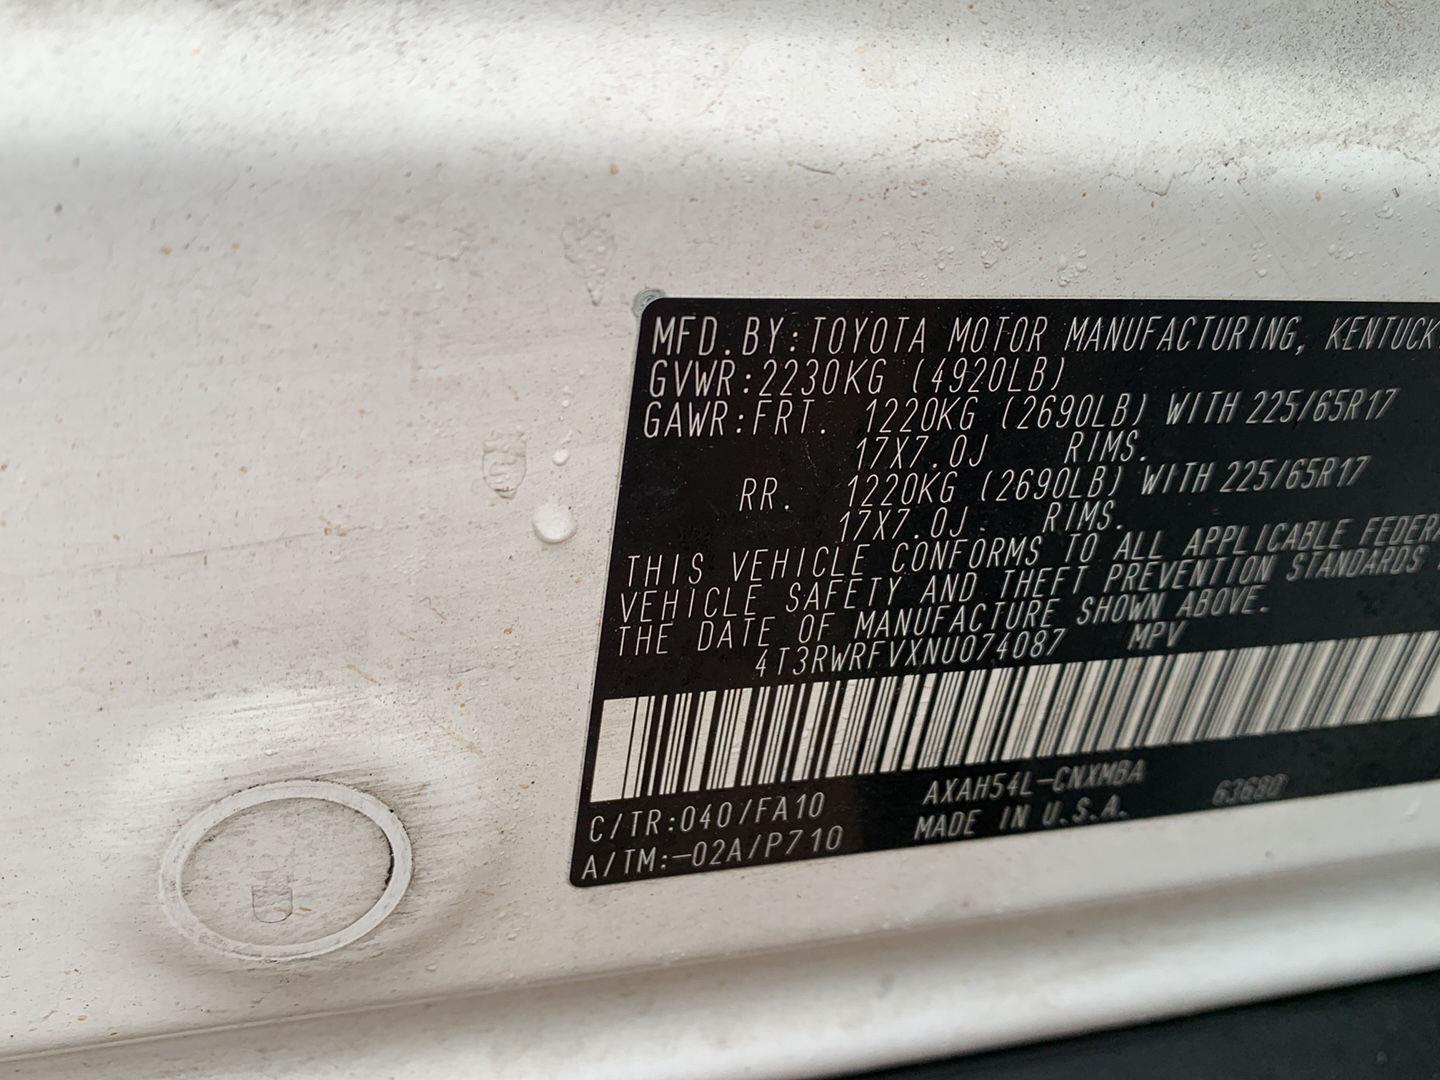 MFD.BY:TOYOTA MOTOR MANUFACTURING, KENTUCK
GVWR:2230KG (4920LB)
GAWR:FRT. 1220KG (2690LB) WITH 225/65R17
17X7.0J RIMS.
RR. 1220KG (2690LB) WITH 225/65R17
17X7.0J RIMS.
THIS VEHICLE CONFORMS TO ALL APPLICABLE FEDERA
VEHICLE SAFETY AND THEFT PREVENTION STANDARDS
THE DATE OF MANUFACTURE SHOWN ABOVE.
4T3RWRFVXNU074087 MPV
C/TR:040/FA10 AXAH54L-CNXMBA 63680
A/TM:-02A/P710 MADE IN U.S.A.